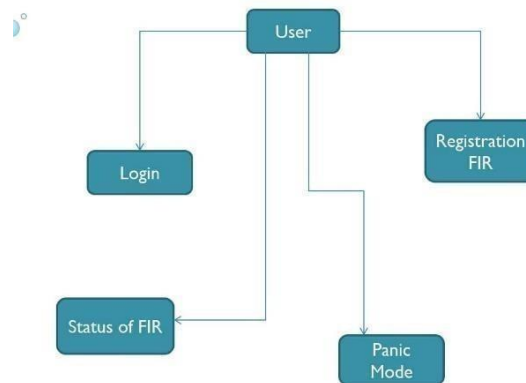 User
Registration
FIR
Login
Status of FIR
Panic
Mode